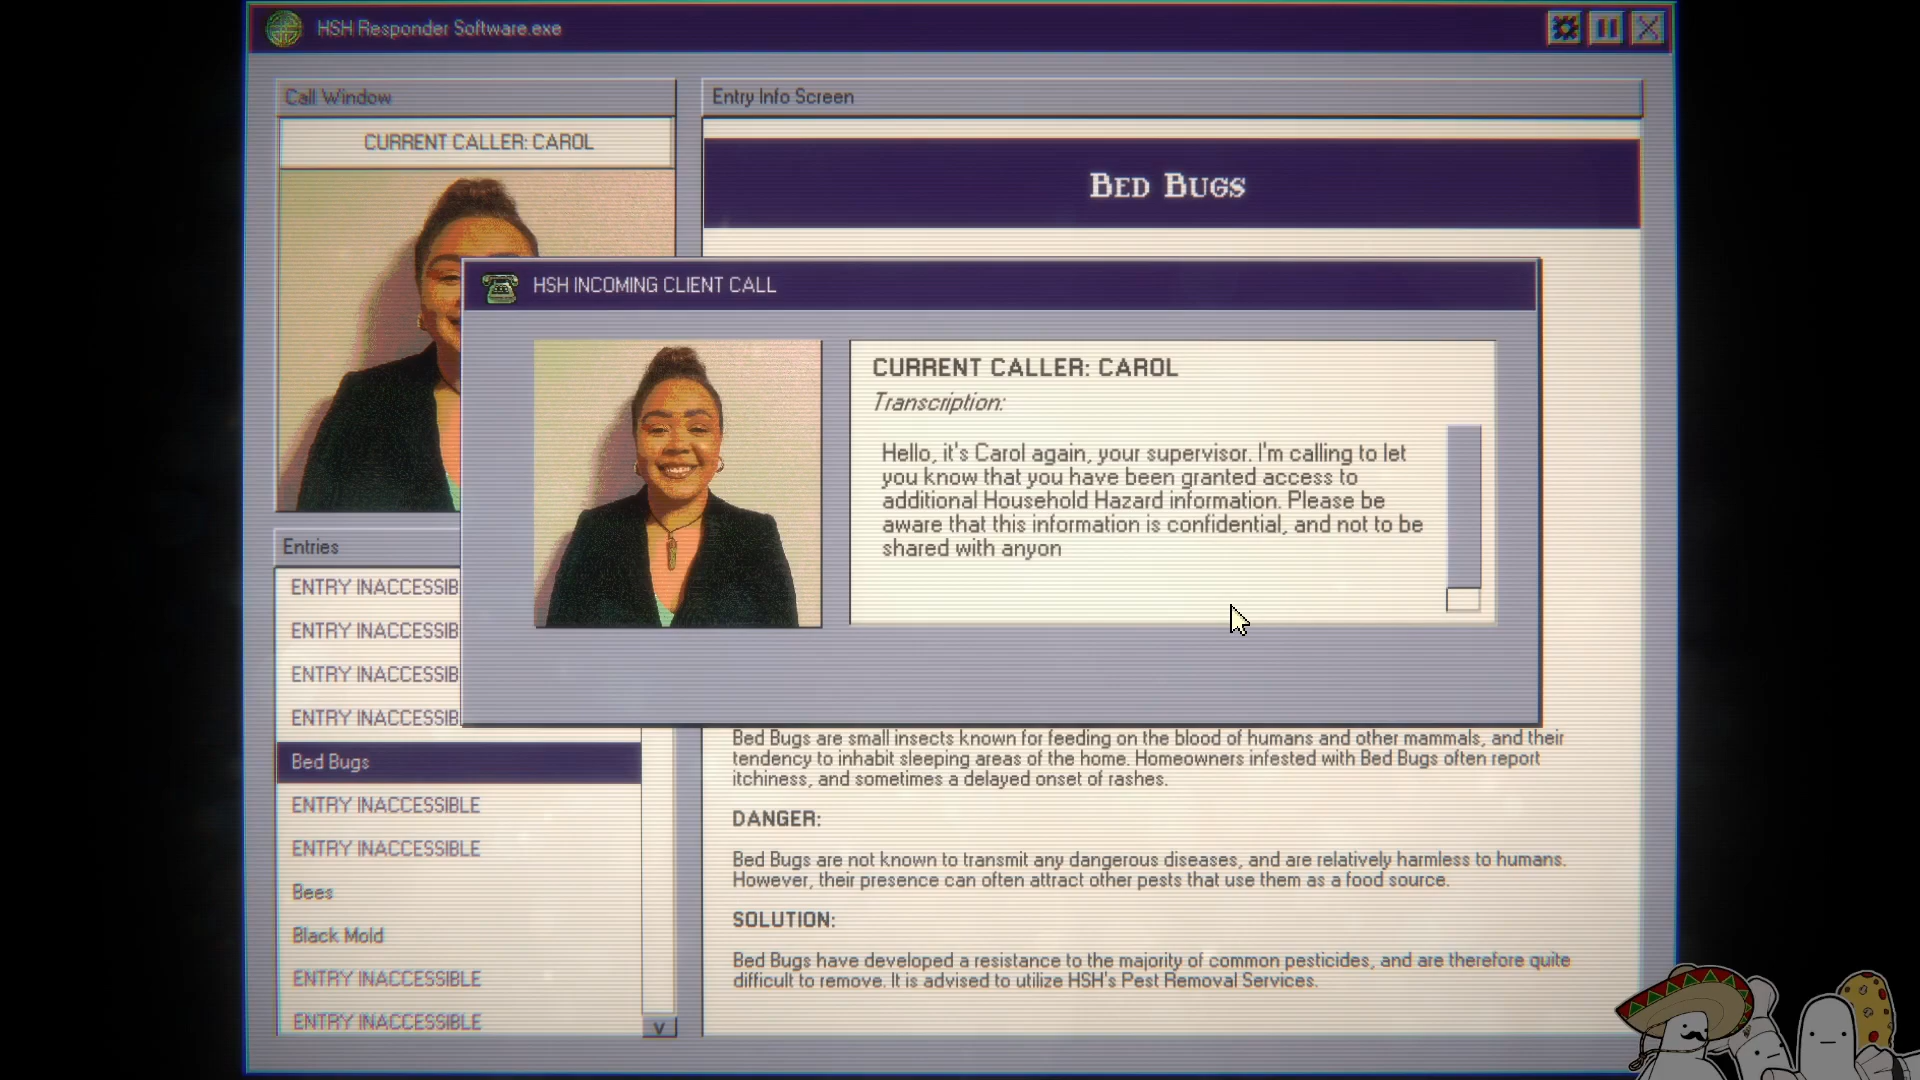 HSH Responder Software.exe
Call Window
CURRENT CALLER: CAROL
Entries
ENTRY INACCESSIB
ENTRY INACCESSIB
ENTRY INACCESSIB
ENTRY INACCESSIB
Bed Bugs
ENTRY INACCESSIBLE
ENTRY INACCESSIBLE
Bees
Black Mold
ENTRY INACCESSIBLE
ENTRY INACCESSIBLE
V
Entry Info Screen
BED BUGS
HSH INCOMING CLIENT CALL
CURRENT CALLER: CAROL
Transcription:
Hello, it's Carol again, your supervisor. I'm calling to let
you know that you have been granted access to
additional Household Hazard information. Please be
aware that this information is confidential, and not to be
shared with anyon
Bed Bugs are small insects known for feeding on the blood of humans and other mammals, and their
tendency to inhabit sleeping areas of the home. Homeowners infested with Bed Bugs often report
itchiness, and sometimes a delayed onset of rashes.
DANGER:
Bed Bugs are not known to transmit any dangerous diseases, and are relatively harmless to humans.
However, their presence can often attract other pests that use them as a food source.
SOLUTION:
Bed Bugs have developed a resistance to the majority of common pesticides, and are therefore quite
difficult to remove. It is advised to utilize HSH's Pest Removal Services.